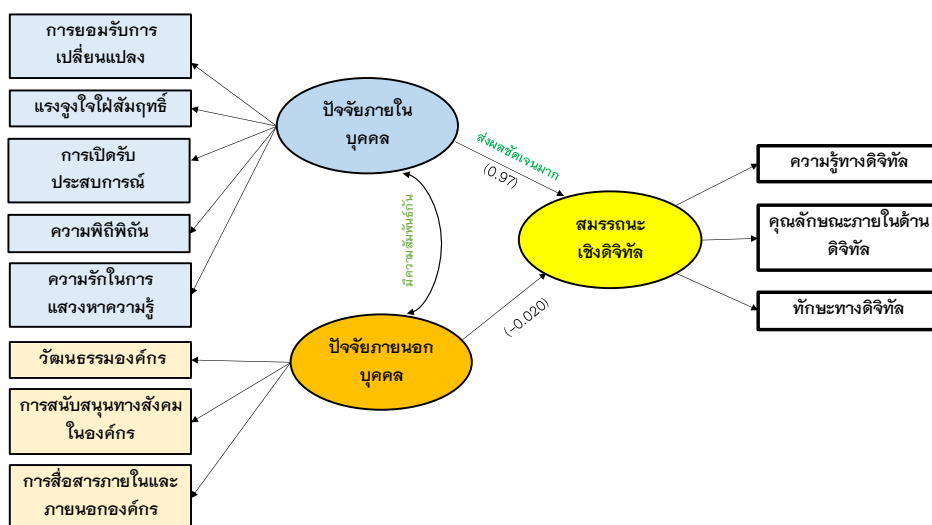 การยอมรับการ
เปลี่ยนแปลง
แรงจูงใจใฝ่สัมฤทธิ์
การเปิดรับ
ประสบการณ์
ความพิถีพิถัน
ความรักในการ
แสวงหาความรู้
วัฒนธรรมองค์กร
การสนับสนุนทางสังคม
ในองค์กร
การสื่อสารภายในและ
ภายนอกองค์กร
ปัจจัยภายใน
บุคคล
มีความสัมพันธ์กัน
ปัจจัยภายนอก
บุคคล
ส่งผลชัดเจนมาก
(0.97)
(-0.020)
สมรรถนะ
เชิงดิจิทัล
ความรู้ทางดิจิทัล
คุณลักษณะภายในด้าน
ดิจิทัล
ทักษะทางดิจิทัล